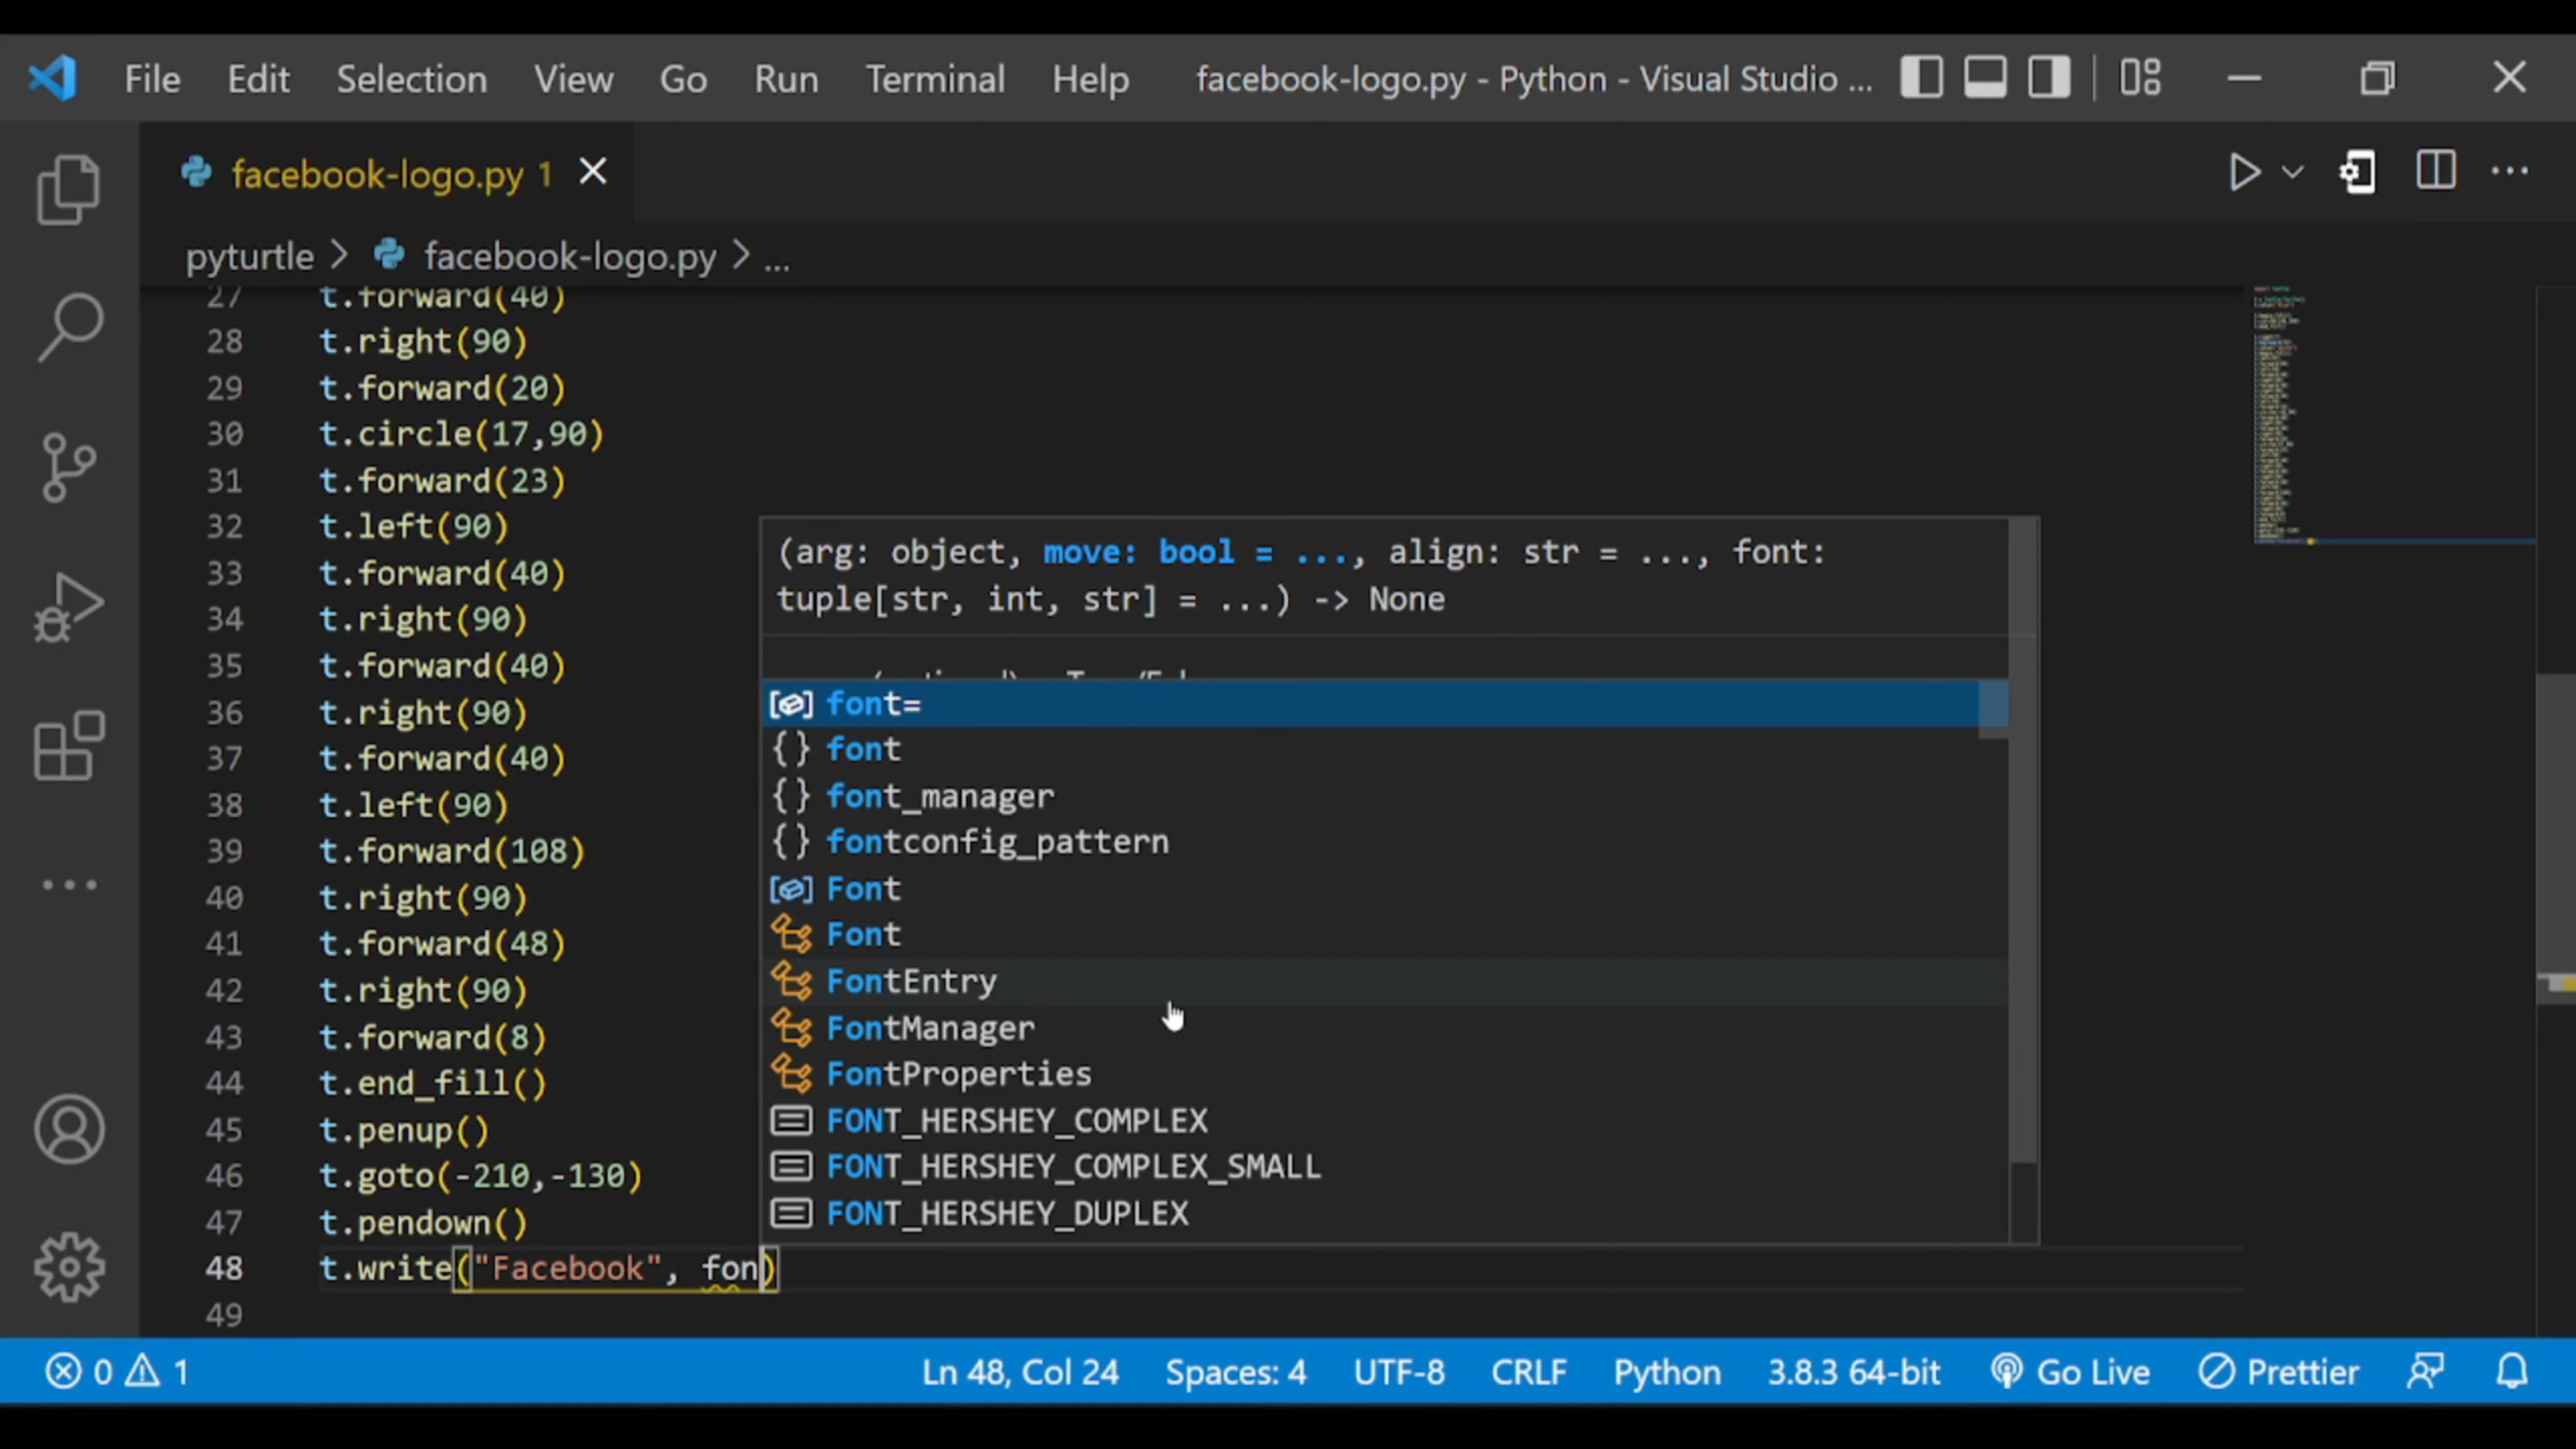 File Edit Selection View Go Run Terminal Help facebook-logo.py - Python - Visual Studio ...
facebook-logo.py 1
pyturtle > facebook-logo.py > ...
27 t.forward(40)
28 t.right(90)
29 t.forward(20)
30 t.circle(17,90)
31 t.forward(23)
32 t.left(90)
33 t.forward(40)
34 t.right(90)
35 t.forward(40)
36 t.right(90)
37 t.forward(40)
38 t.left(90)
39 t.forward(108)
40 t.right(90)
41 t.forward(48)
42 t.right(90)
43 t.forward(8)
44 t.end_fill()
45 t.penup()
46 t.goto(-210,-130)
47 t.pendown()
48 t.write("Facebook", fon)
49
(arg: object, move: bool = ..., align: str = ..., font:
tuple[str, int, str] = ...) -> None
font=
font
font_manager
fontconfig_pattern
Font
Font
FontEntry
FontManager
FontProperties
FONT_HERSHEY_COMPLEX
FONT_HERSHEY_COMPLEX_SMALL
FONT_HERSHEY_DUPLEX
0 1 Ln 48, Col 24 Spaces: 4 UTF-8 CRLF Python 3.8.3 64-bit Go Live Prettier